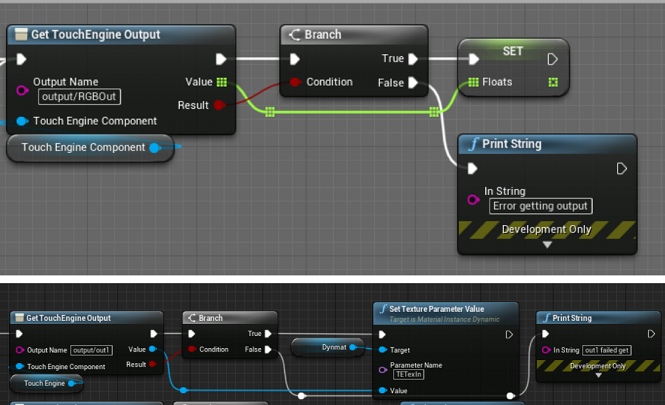 Get TouchEngine Output
Branch
SET
True
Output Name
Value
Condition
False
Floats
output/RGBOut
Result
Touch Engine Component
Touch Engine Component
Print String
In String
Error getting output
Development Only
Get TouchEngine Output
Branch
Set Texture Parameter Value
Target is Material Instance Dynamic
Print String
True
Output Name
output/out1
Value
Condition
False
Dynmat
Target
In String
out1 failed get
Touch Engine Component
Result
Parameter Name
TETexIn
Development Only
Touch Engine
Value